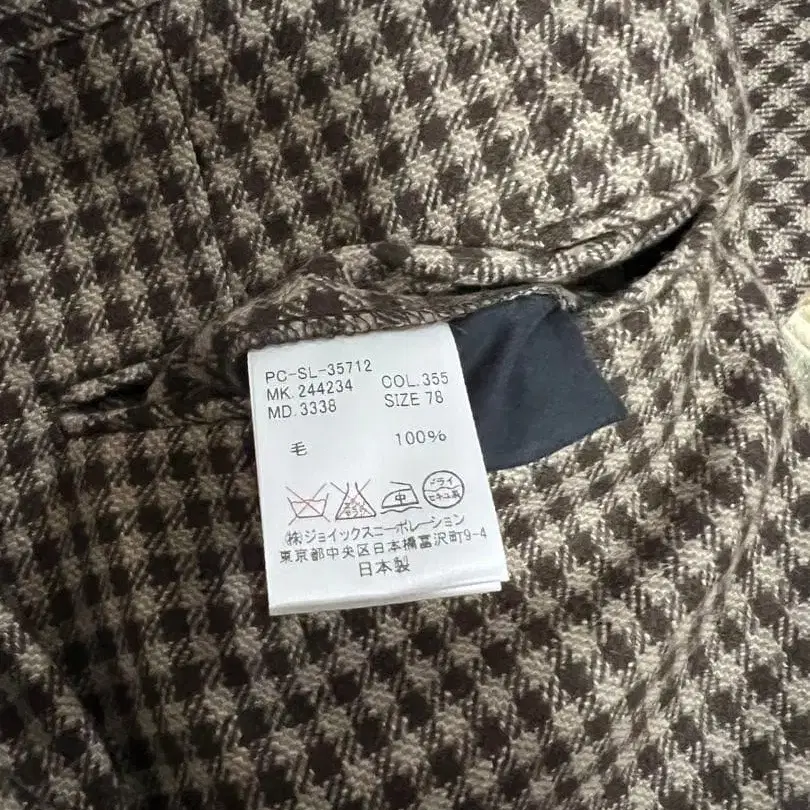 PC-SL-35712
MK. 244234 COL. 355
MD. 3338 SIZE 78
毛 100%
中 ドライ セキユ系
㈱ジョイックスコーポレーション
東京都中央区日本橋富沢町9-4
日本製